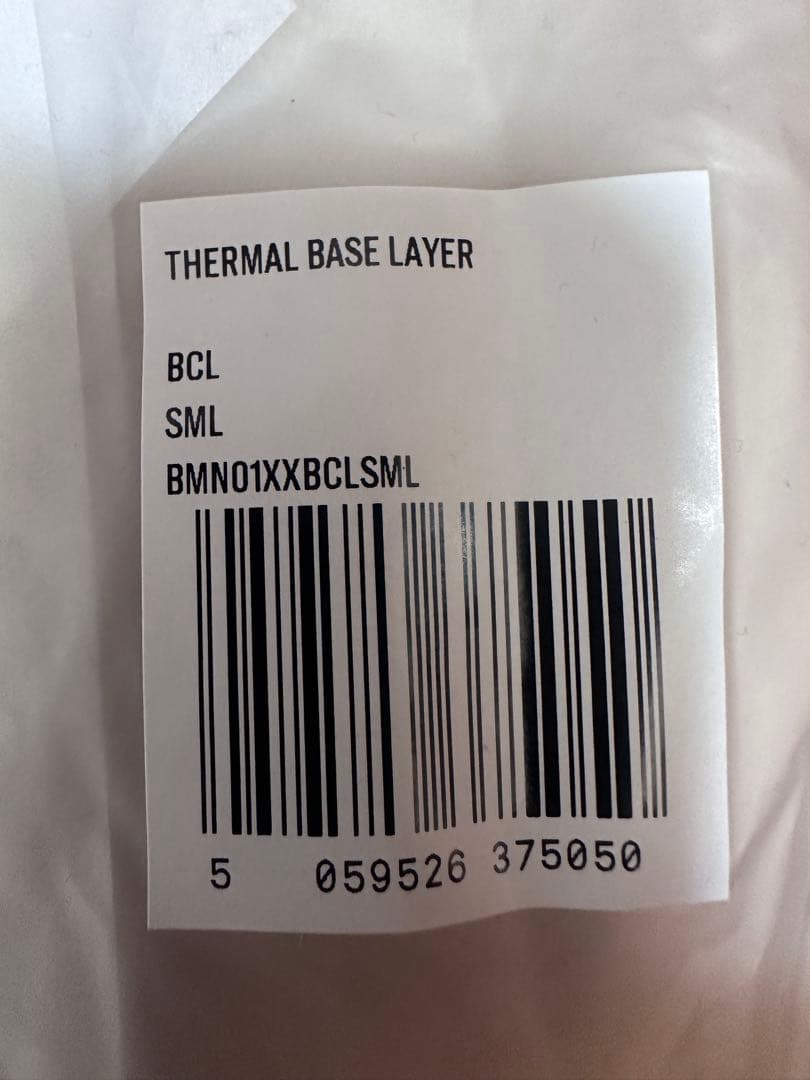 THERMAL BASE LAYER
BCL
SML
BMN01XXBCLSML
5 059526 375050